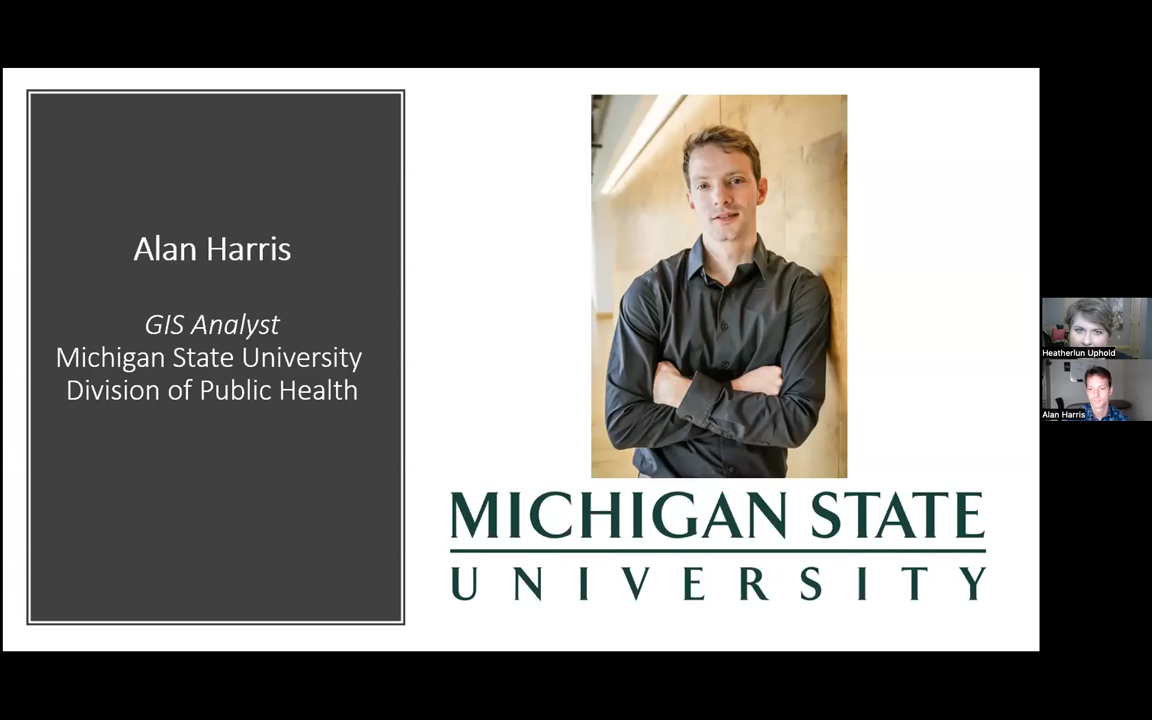 Alan Harris
GIS Analyst
Michigan State University
Division of Public Health
MICHIGAN STATE
UNIVERSITY
Heatherlun Uphold
Alan Harris